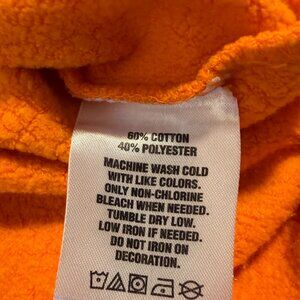 60% COTTON
40% POLYESTER
MACHINE WASH COLD
WITH LIKE COLORS.
ONLY NON-CHLORINE
BLEACH WHEN NEEDED.
TUMBLE DRY LOW.
LOW IRON IF NEEDED.
DO NOT IRON ON
DECORATION.